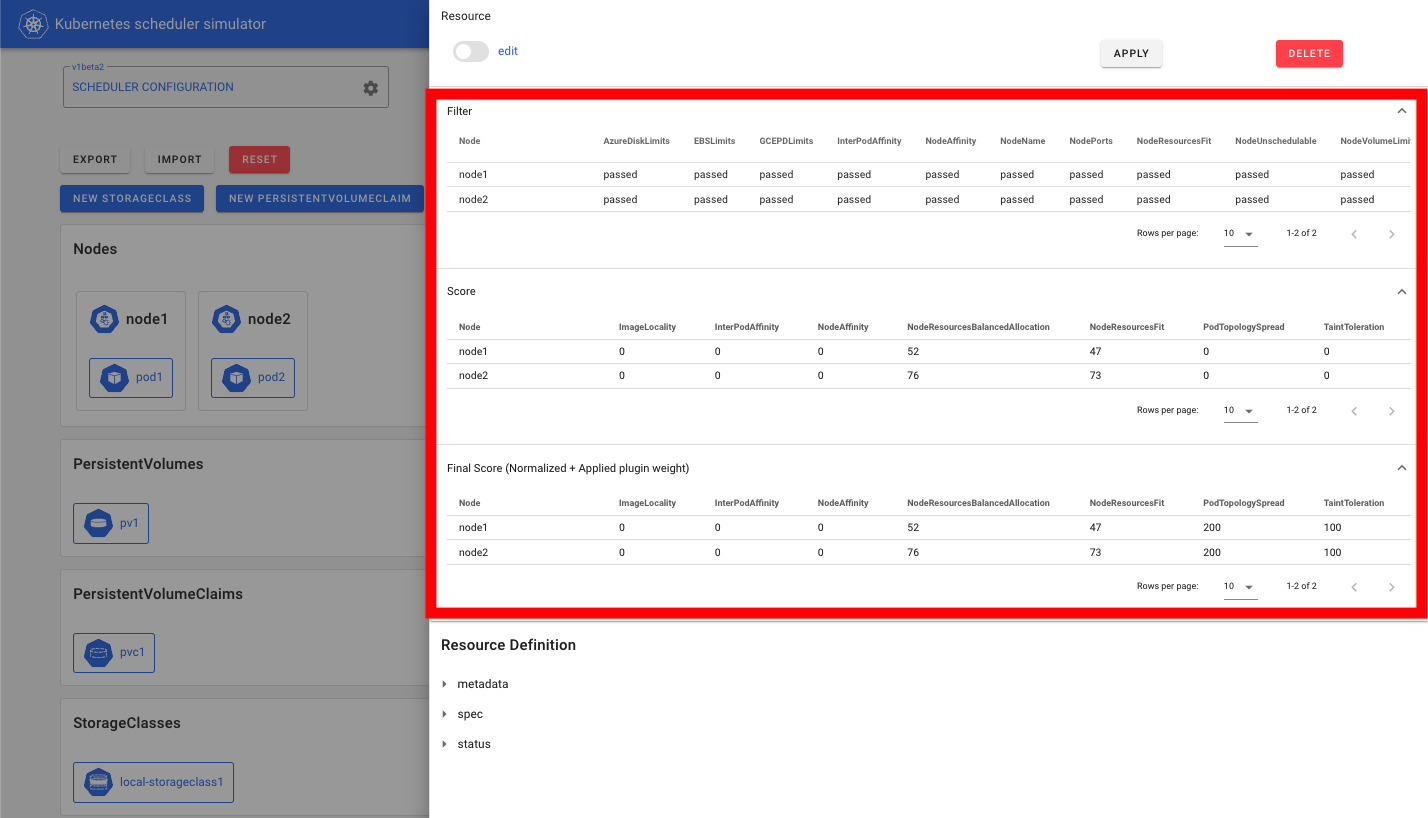 Kubernetes scheduler simulator
v1beta2
SCHEDULER CONFIGURATION
EXPORT IMPORT RESET
NEW STORAGECLASS NEW PERSISTENTVOLUMECLAIM
Nodes
node1 node2
pod1 pod2
PersistentVolumes
pv1
PersistentVolumeClaims
pvc1
StorageClasses
local-storageclass1
Resource
edit APPLY DELETE
Filter
Node AzureDiskLimits EBSLimits GCEPDLimits InterPodAffinity NodeAffinity NodeName NodePorts NodeResourcesFit NodeUnschedulable NodeVolumeLimi
node1 passed passed passed passed passed passed passed passed passed passed
node2 passed passed passed passed passed passed passed passed passed passed
Rows per page: 10 1-2 of 2
Score
Node ImageLocality InterPodAffinity NodeAffinity NodeResourcesBalancedAllocation NodeResourcesFit PodTopologySpread TaintToleration
node1 0 0 0 52 47 0 0
node2 0 0 0 76 73 0 0
Rows per page: 10 1-2 of 2
Final Score (Normalized + Applied plugin weight)
Node ImageLocality InterPodAffinity NodeAffinity NodeResourcesBalancedAllocation NodeResourcesFit PodTopologySpread TaintToleration
node1 0 0 0 52 47 200 100
node2 0 0 0 76 73 200 100
Rows per page: 10 1-2 of 2
Resource Definition
metadata
spec
status